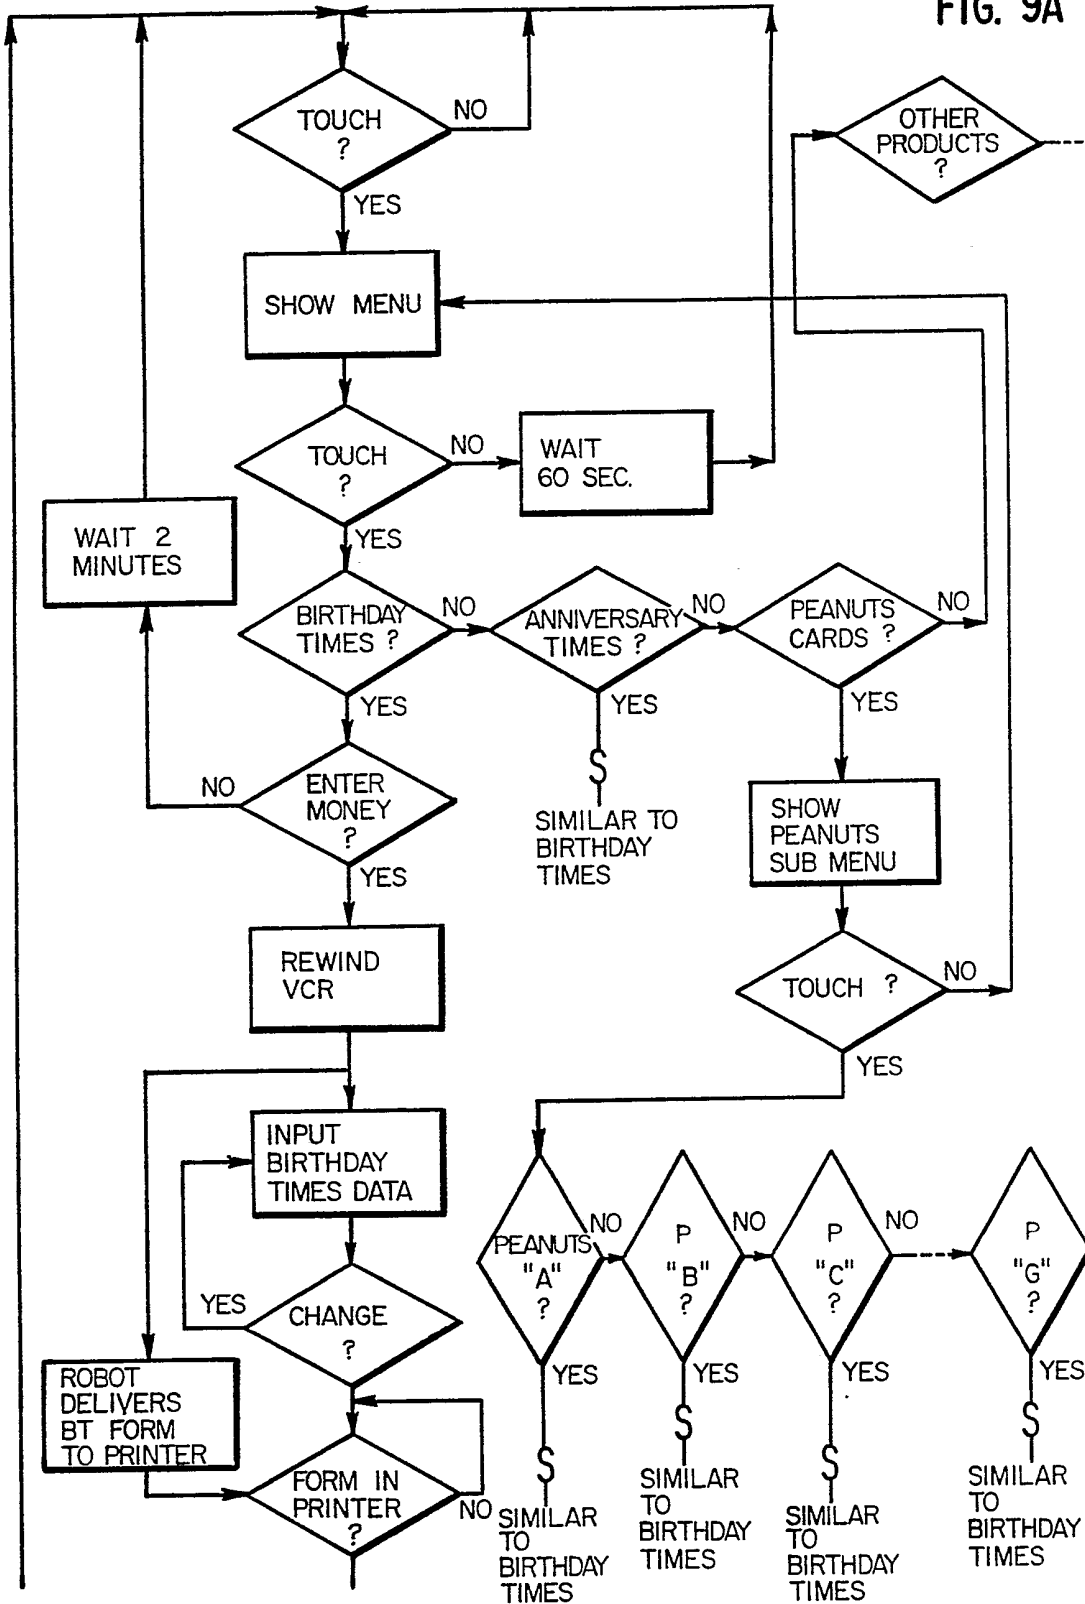 FIG. 9A
TOUCH
?
NO
YES
OTHER
PRODUCTS
?
SHOW MENU
TOUCH
?
NO
YES
WAIT
60 SEC.
WAIT 2
MINUTES
BIRTHDAY
TIMES ?
NO
YES
ANNIVERSARY
TIMES ?
NO
YES
S
SIMILAR TO
BIRTHDAY
TIMES
PEANUTS
CARDS ?
NO
YES
ENTER
MONEY
?
NO
YES
SHOW
PEANUTS
SUB MENU
REWIND
VCR
TOUCH ?
NO
YES
INPUT
BIRTHDAY
TIMES DATA
CHANGE
?
YES
ROBOT
DELIVERS
BT FORM
TO PRINTER
FORM IN
PRINTER
?
NO
PEANUTS
"A"
?
NO
YES
S
SIMILAR
TO
BIRTHDAY
TIMES
P
"B"
?
NO
YES
S
SIMILAR
TO
BIRTHDAY
TIMES
P
"C"
?
NO
YES
S
SIMILAR
TO
BIRTHDAY
TIMES
P
"G"
?
YES
S
SIMILAR
TO
BIRTHDAY
TIMES